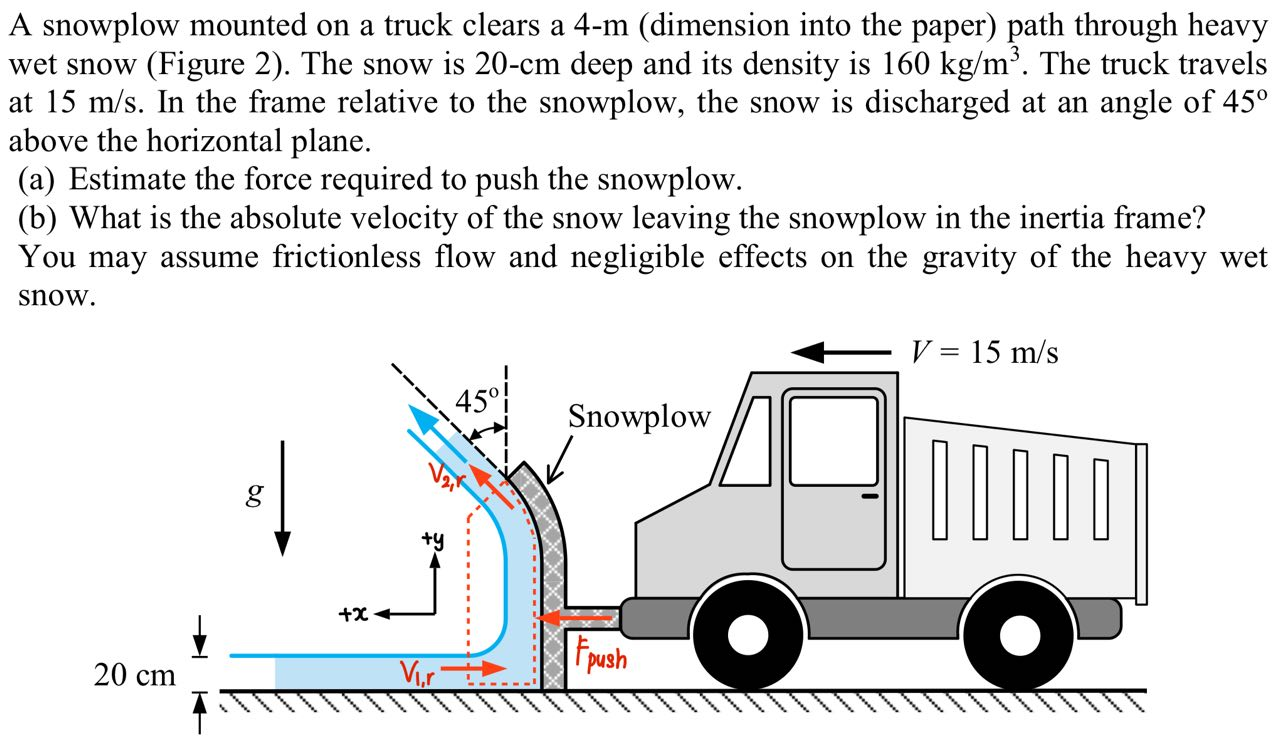 A snowplow mounted on a truck clears a 4-m (dimension into the paper) path through heavy
wet snow (Figure 2). The snow is 20-cm deep and its density is 160 kg/m³. The truck travels
at 15 m/s. In the frame relative to the snowplow, the snow is discharged at an angle of 45º
above the horizontal plane.
(a) Estimate the force required to push the snowplow.
(b) What is the absolute velocity of the snow leaving the snowplow in the inertia frame?
You may assume frictionless flow and negligible effects on the gravity of the heavy wet
snow.
V = 15 m/s
45º
Snowplow
V2,r
g
+y
+x
Fpush
20 cm
V1,r